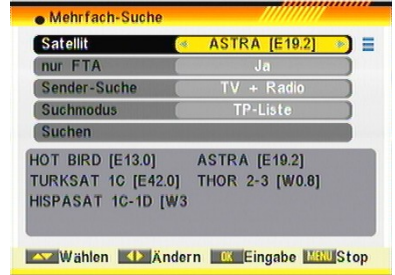 Mehrfach-Suche
Satellit ASTRA [E19.2]
nur FTA Ja
Sender-Suche TV + Radio
Suchmodus TP-Liste
Suchen
HOT BIRD [E13.0] ASTRA [E19.2]
TURKSAT 1C [E42.0] THOR 2-3 [W0.8]
HISPASAT 1C-1D [W3
Wählen Ändern OK Eingabe MENU Stop